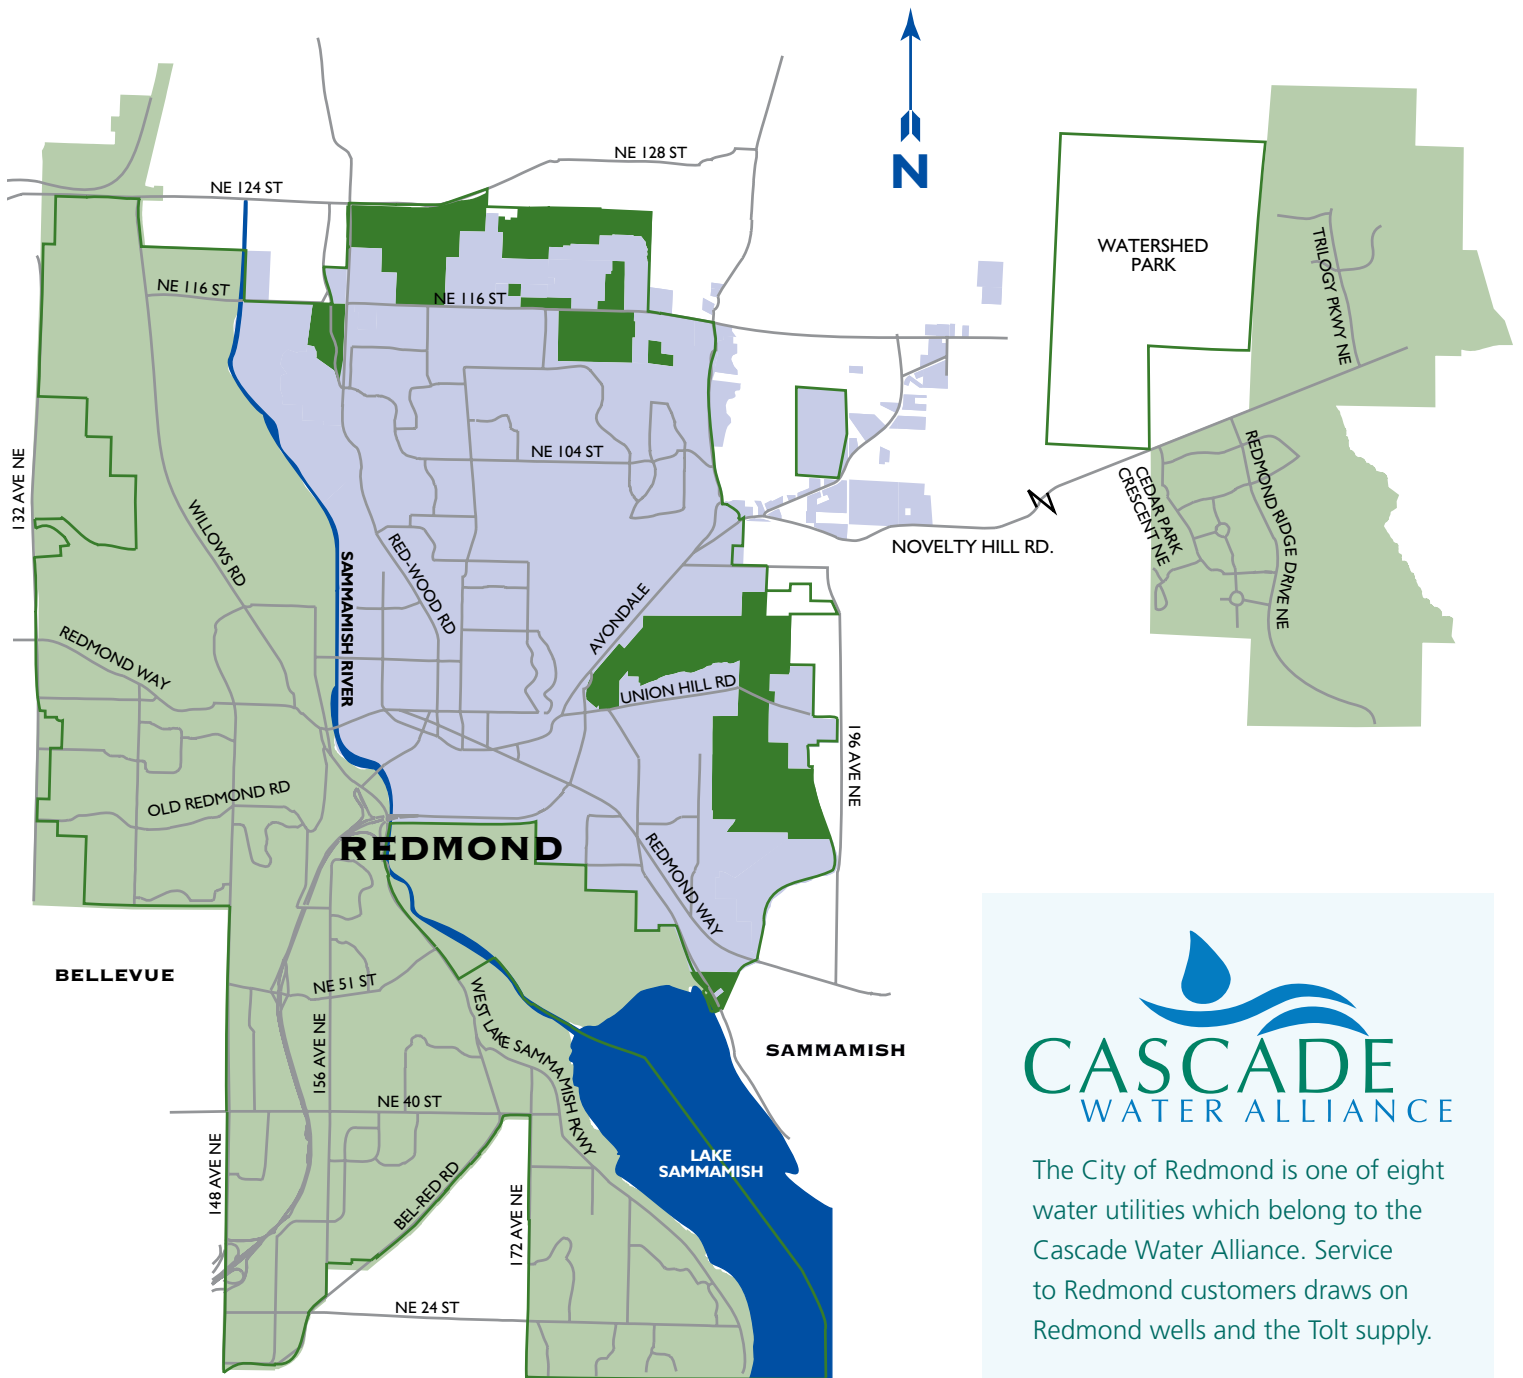 NE 128 ST
N
NE 124 ST
WATERSHED
PARK
TRILOGY PKWY NE
NE 116 ST
NE 116 ST
132 AVE NE
NE 104 ST
WILLOWS RD
SAMMAMISH RIVER
RED-WOOD RD
NOVELTY HILL RD.
CEDAR PARK
CRESCENT NE
REDMOND RIDGE DRIVE NE
AVONDALE
REDMOND WAY
UNION HILL RD
196 AVE NE
OLD REDMOND RD
REDMOND
REDMOND WAY
BELLEVUE
NE 51 ST
WEST LAKE SAMMAMISH PKWY
156 AVE NE
SAMMAMISH
NE 40 ST
148 AVE NE
BEL-RED RD
172 AVE NE
LAKE
SAMMAMISH
NE 24 ST
CASCADE
WATER ALLIANCE
The City of Redmond is one of eight
water utilities which belong to the
Cascade Water Alliance. Service
to Redmond customers draws on
Redmond wells and the Tolt supply.